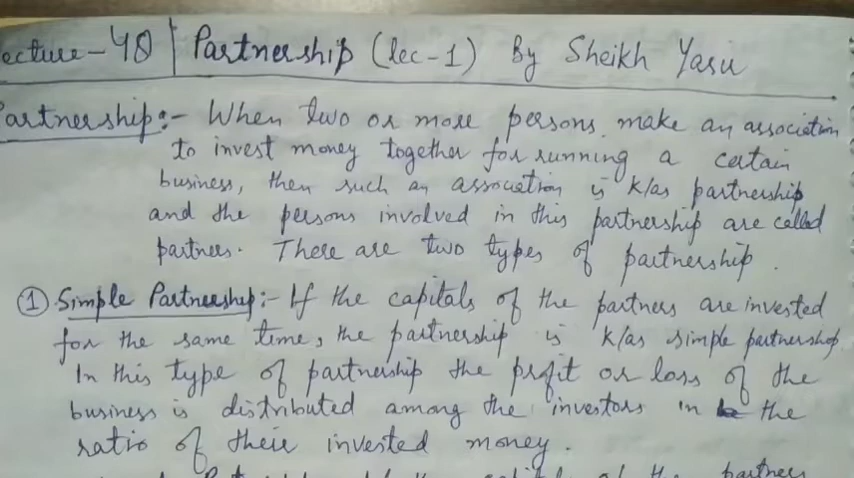 ecture-48 | Partnership (lec-1) By Sheikh Yasir
artnership:- When two or more persons make an association
to invest money together for running a certain
business, then such an association is k/as partnership
and the persons involved in this partnership are called
partners. There are two types of partnership.
① Simple Partnership:- If the capitals of the partners are invested
for the same time, the partnership is k/as simple partnership.
In this type of partnership the profit or loss of the
business is distributed among the investors in the
ratio of their invested money.
of the partners